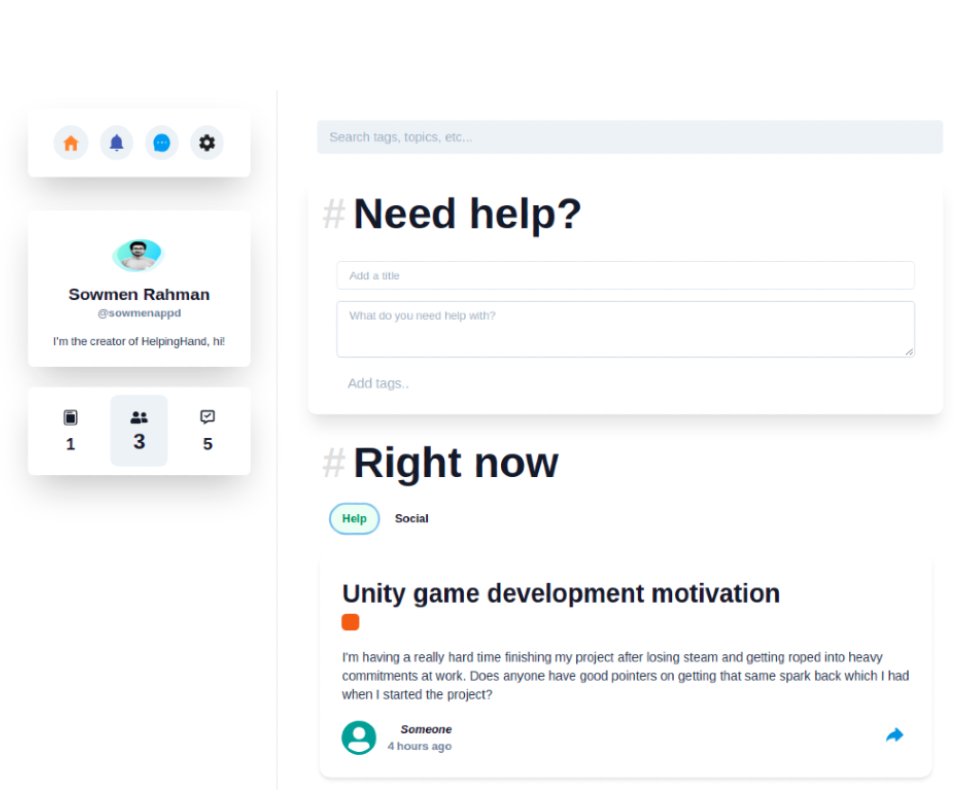 Search tags, topics, etc...
# Need help?
Add a title
What do you need help with?
Add tags..
Sowmen Rahman
@sowmenappd
I'm the creator of HelpingHand, hi!
1 3 5
# Right now
Help Social
Unity game development motivation
I'm having a really hard time finishing my project after losing steam and getting roped into heavy
commitments at work. Does anyone have good pointers on getting that same spark back which I had
when I started the project?
Someone
4 hours ago